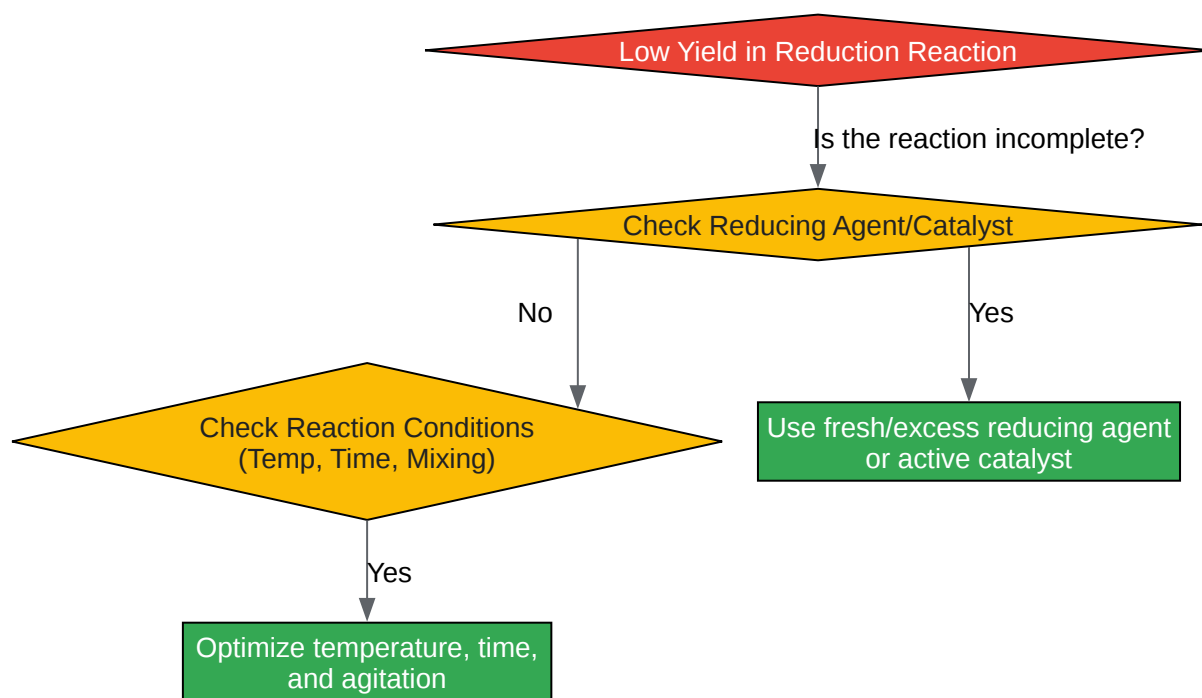 Low Yield in Reduction Reaction
Is the reaction incomplete?
Check Reducing Agent/Catalyst
No
Yes
Check Reaction Conditions
(Temp, Time, Mixing)
Use fresh/excess reducing agent
or active catalyst
Yes
Optimize temperature, time,
and agitation